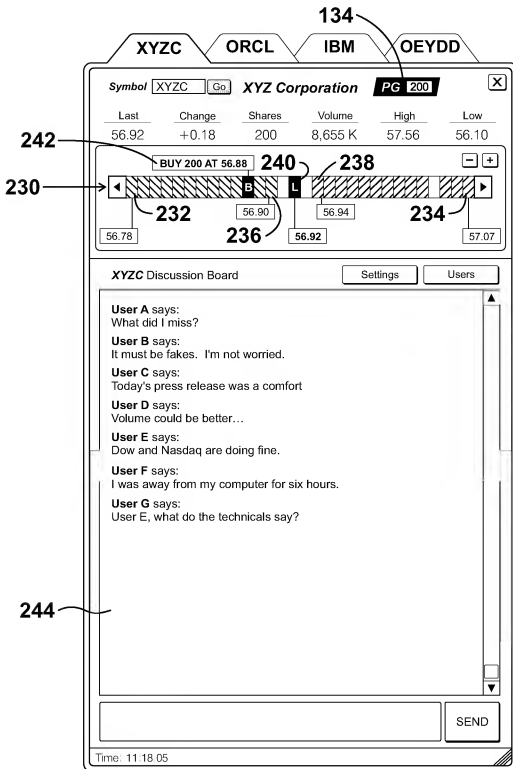 134
XYZC ORCL IBM OEYDD
Symbol XYZC Go XYZ Corporation PG 200 X
Last Change Shares Volume High Low
56.92 +0.18 200 8,655 K 57.56 56.10
242 BUY 200 AT 56.88 240 238 - +
230 B L
232 236 234
56.90 56.94
56.78 56.92 57.07
XYZC Discussion Board Settings Users
User A says:
What did I miss?
User B says:
It must be fakes. I'm not worried.
User C says:
Today's press release was a comfort
User D says:
Volume could be better…
User E says:
Dow and Nasdaq are doing fine.
User F says:
I was away from my computer for six hours.
User G says:
User E, what do the technicals say?
244
SEND
Time: 11:18 05